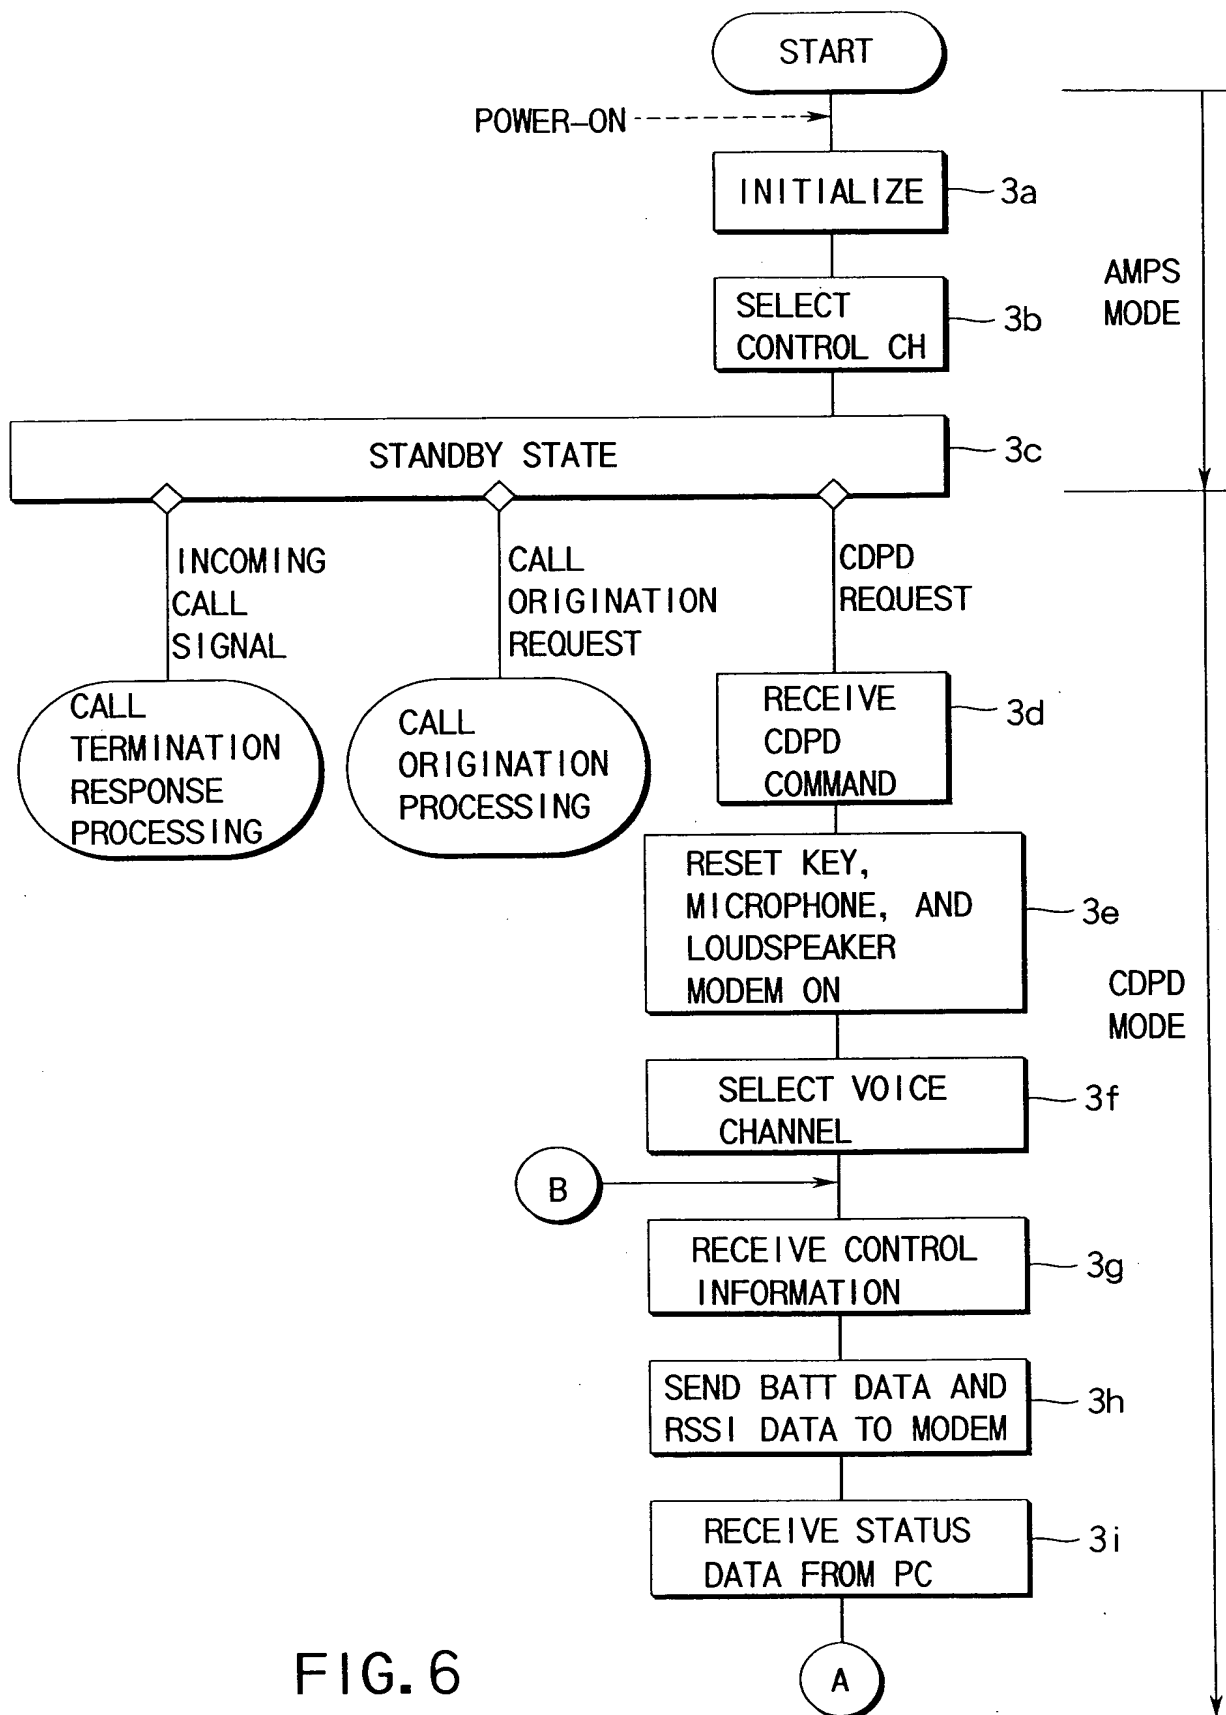 START
POWER-ON
INITIALIZE
3a
SELECT
CONTROL CH
3b
AMPS
MODE
STANDBY STATE
3c
INCOMING
CALL
SIGNAL
CALL
ORIGINATION
REQUEST
CDPD
REQUEST
CALL
TERMINATION
RESPONSE
PROCESSING
CALL
ORIGINATION
PROCESSING
RECEIVE
CDPD
COMMAND
3d
RESET KEY,
MICROPHONE, AND
LOUDSPEAKER
MODEM ON
3e
CDPD
MODE
SELECT VOICE
CHANNEL
3f
B
RECEIVE CONTROL
INFORMATION
3g
SEND BATT DATA AND
RSSI DATA TO MODEM
3h
RECEIVE STATUS
DATA FROM PC
3i
A
FIG. 6